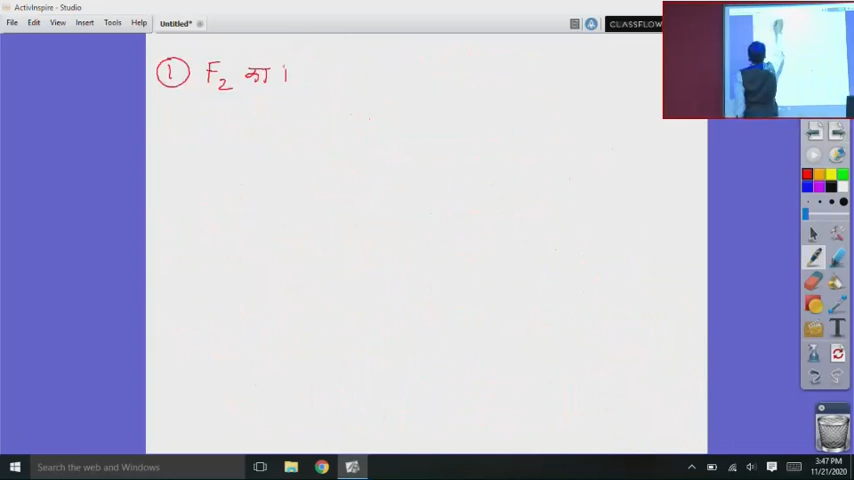 ActivInspire - Studio
File Edit View Insert Tools Help
Untitled*
CLASSFLOW
① F₂ का ।
T
Search the web and Windows
3:47 PM
11/21/2020